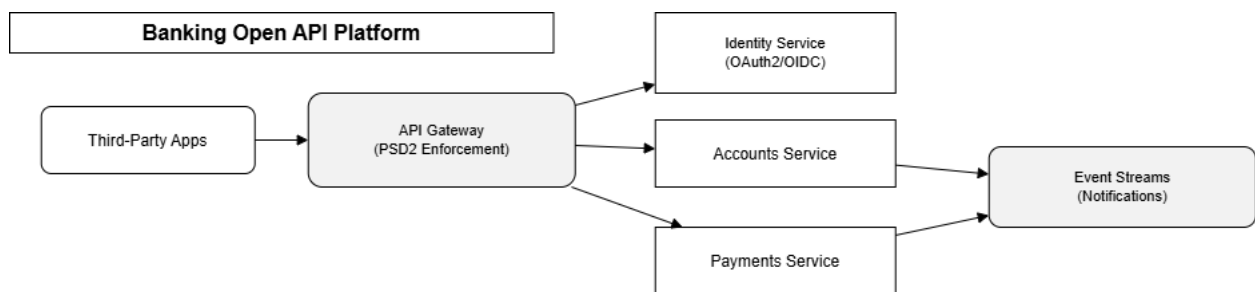 Banking Open API Platform
Identity Service
(OAuth2/OIDC)
Third-Party Apps
API Gateway
(PSD2 Enforcement)
Accounts Service
Event Streams
(Notifications)
Payments Service